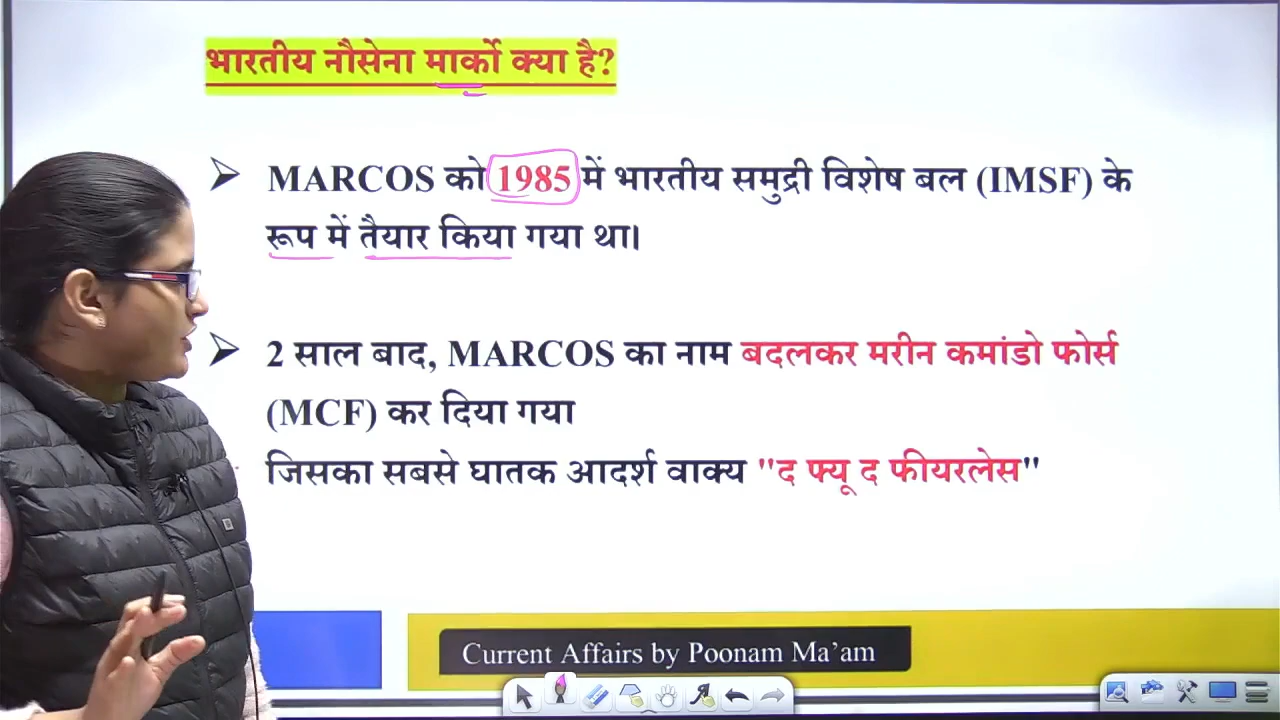 भारतीय नौसेना मार्को क्या है?
MARCOS को 1985 में भारतीय समुद्री विशेष बल (IMSF) के
रूप में तैयार किया गया था।
2 साल बाद, MARCOS का नाम बदलकर मरीन कमांडो फोर्स
(MCF) कर दिया गया
जिसका सबसे घातक आदर्श वाक्य "द फ्यू द फीयरलेस"
Current Affairs by Poonam Ma’am